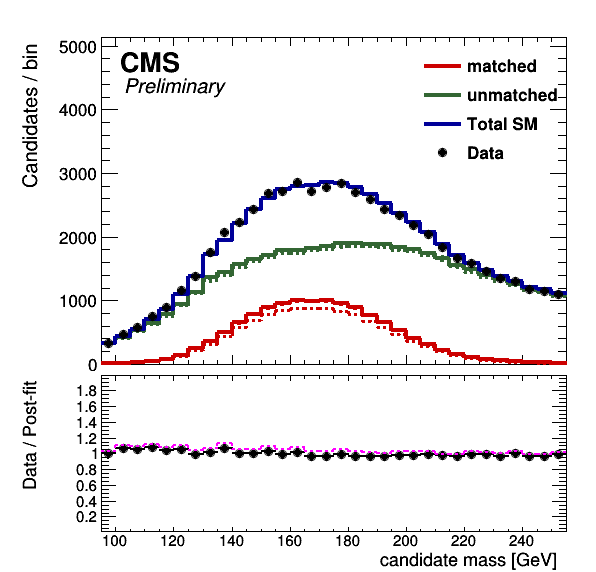 CMS
Preliminary
matched
unmatched
Total SM
Data
Candidates / bin
5000
4000
3000
2000
1000
0
Data / Post-fit
1.8
1.6
1.4
1.2
1
0.8
0.6
0.4
0.2
100 120 140 160 180 200 220 240
candidate mass [GeV]